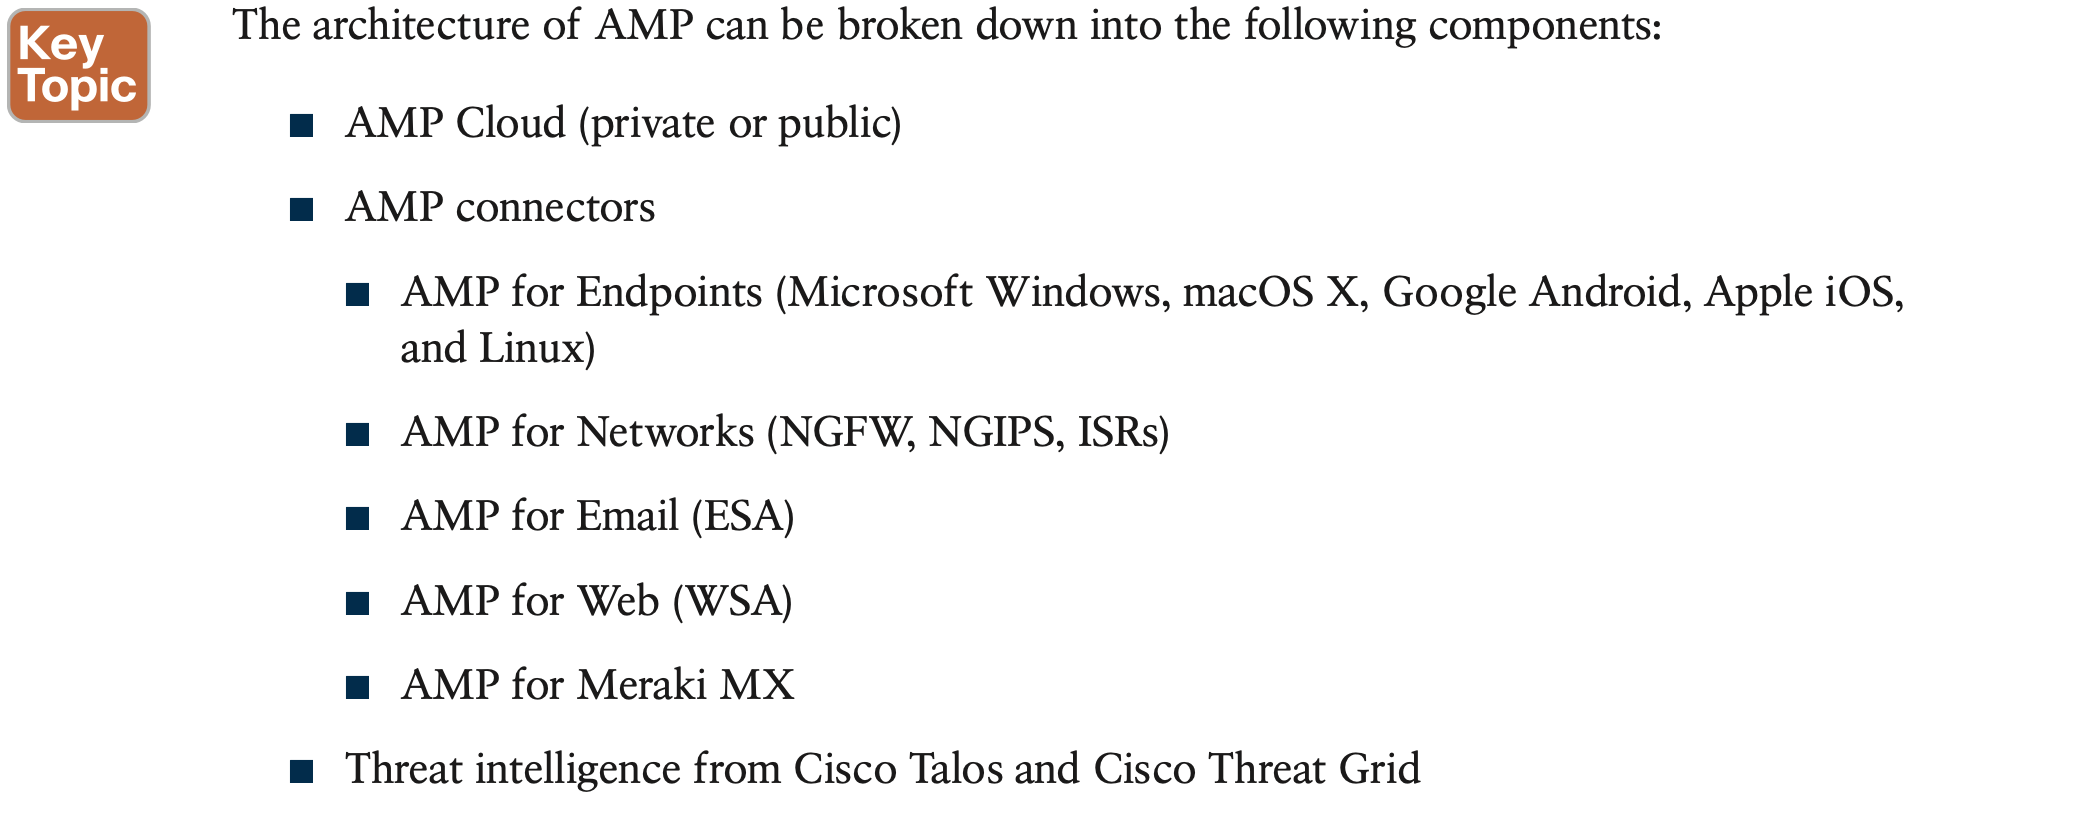 Key
Topic
The architecture of AMP can be broken down into the following components:
■ AMP Cloud (private or public)
■ AMP connectors
■ AMP for Endpoints (Microsoft Windows, macOS X, Google Android, Apple iOS,
and Linux)
■ AMP for Networks (NGFW, NGIPS, ISRs)
■ AMP for Email (ESA)
■ AMP for Web (WSA)
■ AMP for Meraki MX
■ Threat intelligence from Cisco Talos and Cisco Threat Grid